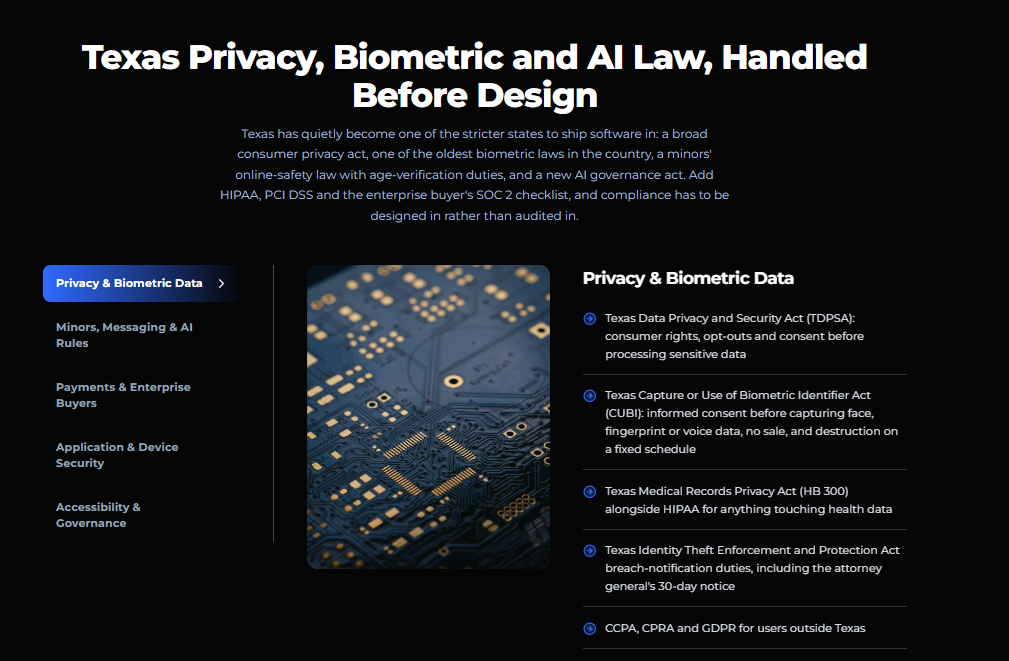 Texas Privacy, Biometric and AI Law, Handled
Before Design
Texas has quietly become one of the stricter states to ship software in: a broad
consumer privacy act, one of the oldest biometric laws in the country, a minors'
online-safety law with age-verification duties, and a new AI governance act. Add
HIPAA, PCI DSS and the enterprise buyer's SOC 2 checklist, and compliance has to be
designed in rather than audited in.
Privacy & Biometric Data
Minors, Messaging & AI
Rules
Payments & Enterprise
Buyers
Application & Device
Security
Accessibility &
Governance
Privacy & Biometric Data
Texas Data Privacy and Security Act (TDPSA):
consumer rights, opt-outs and consent before
processing sensitive data
Texas Capture or Use of Biometric Identifier Act
(CUBI): informed consent before capturing face,
fingerprint or voice data, no sale, and destruction on
a fixed schedule
Texas Medical Records Privacy Act (HB 300)
alongside HIPAA for anything touching health data
Texas Identity Theft Enforcement and Protection Act
breach-notification duties, including the attorney
general's 30-day notice
CCPA, CPRA and GDPR for users outside Texas